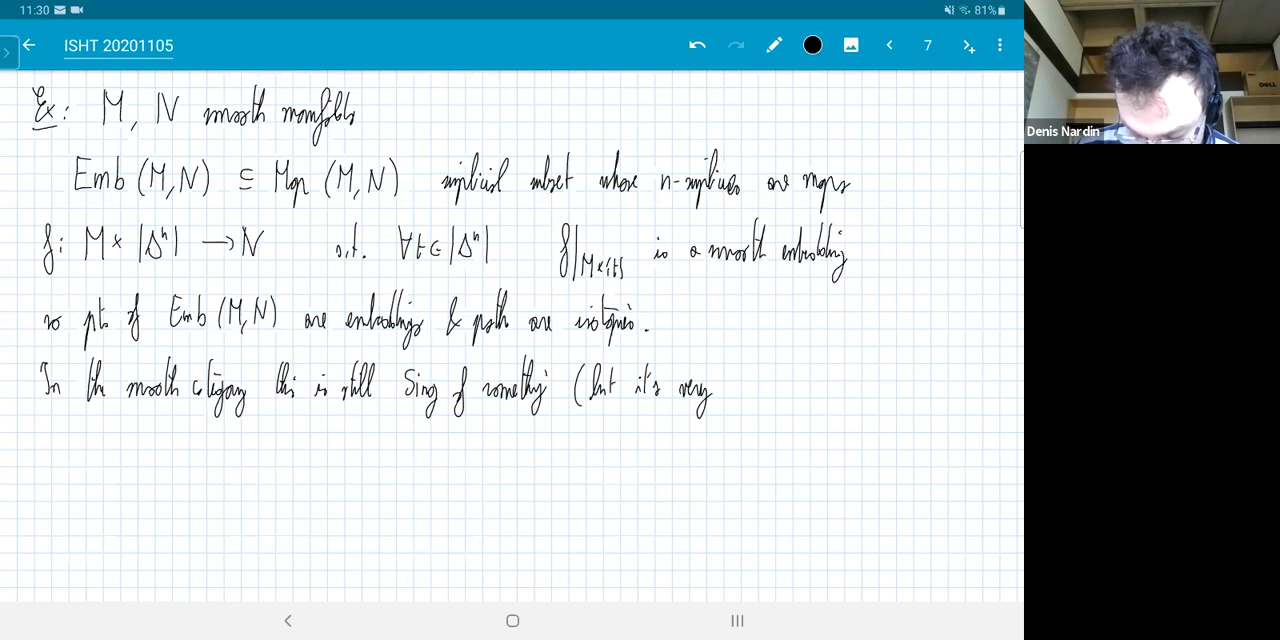 11:30 81%
ISHT 20201105 7
Denis Nardin
Ex: M, N smooth manifolds
Emb (M,N) ⊆ Map (M,N) simplicial subset where n-simplices are maps
f: M × |Δⁿ| → N s.t. ∀t∈|Δⁿ| f|_{M×{t}} is a smooth embedding
so pts of Emb (M,N) are embeddings & paths are isotopies.
In the smooth category this is still Sing of something (but it's very